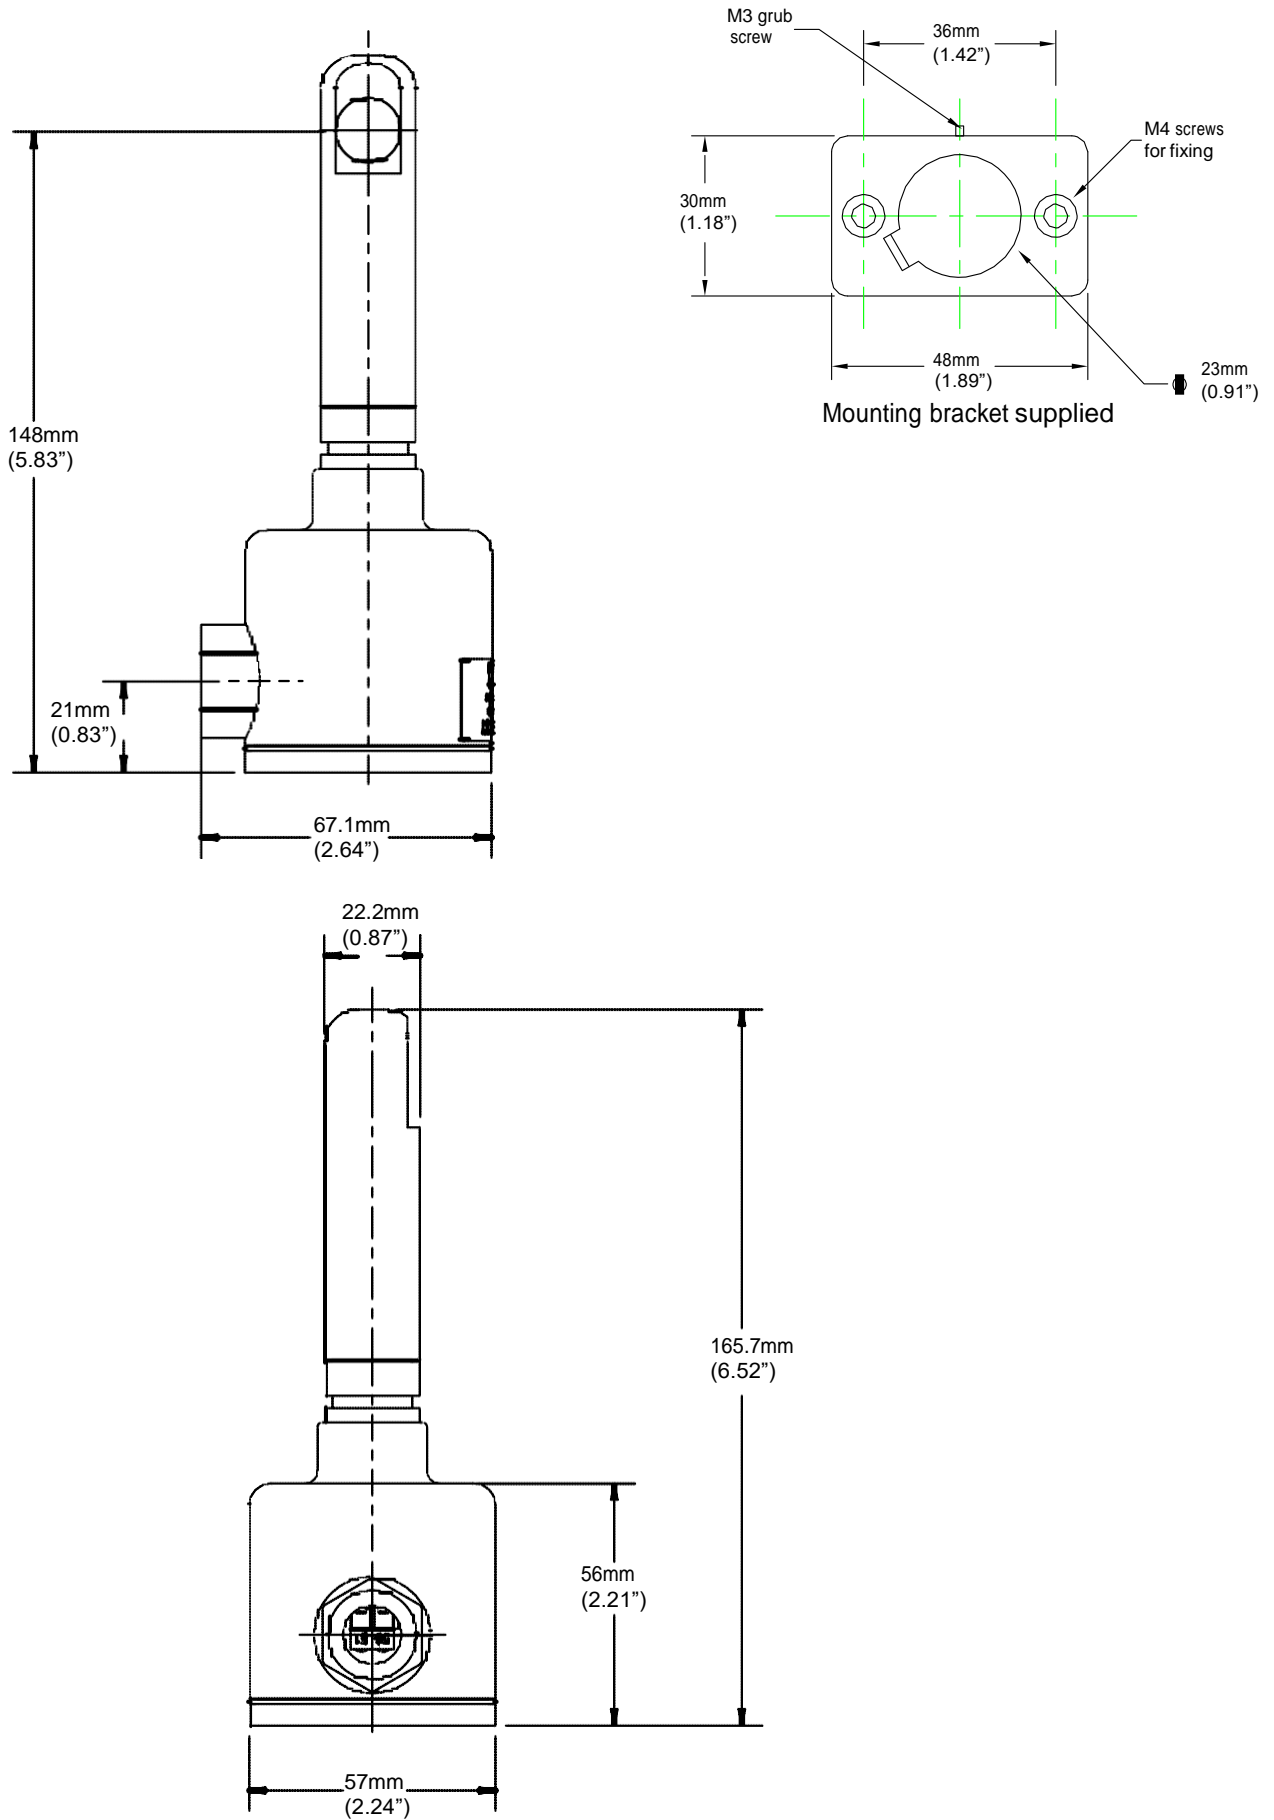 M3 grub
screw
36mm
(1.42”)
M4 screws
for fixing
30mm
(1.18”)
48mm
(1.89”)
23mm
(0.91”)
Mounting bracket supplied
148mm
(5.83”)
21mm
(0.83”)
67.1mm
(2.64”)
22.2mm
(0.87”)
165.7mm
(6.52”)
56mm
(2.21”)
57mm
(2.24”)